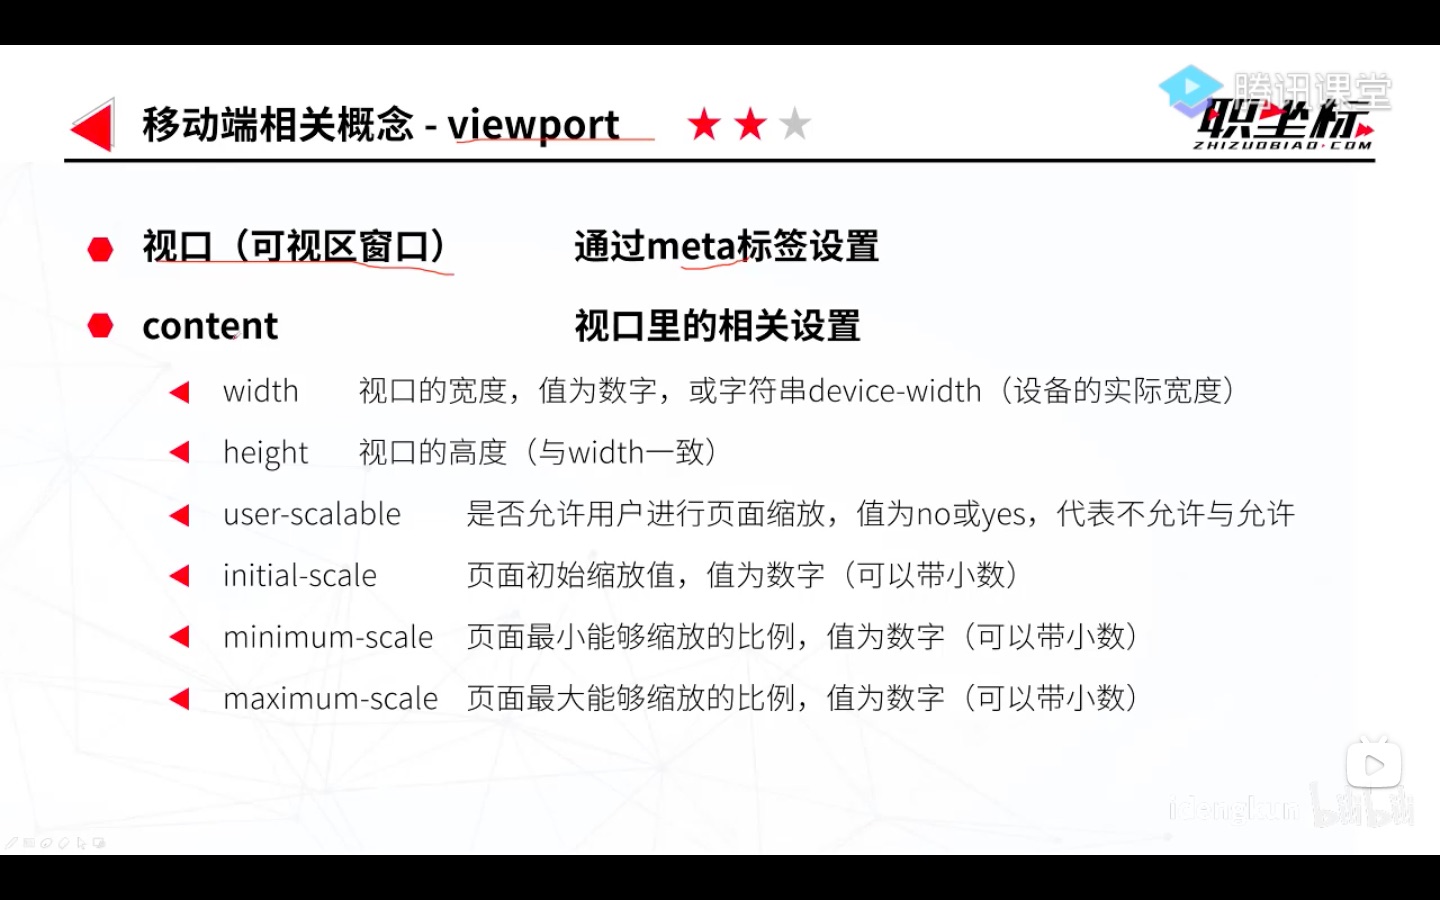 移动端相关概念 - viewport
腾讯课堂
职坐标
ZHIZUOBIAO.COM
视口（可视区窗口） 通过meta标签设置
content 视口里的相关设置
width 视口的宽度，值为数字，或字符串device-width（设备的实际宽度）
height 视口的高度（与width一致）
user-scalable 是否允许用户进行页面缩放，值为no或yes，代表不允许与允许
initial-scale 页面初始缩放值，值为数字（可以带小数）
minimum-scale 页面最小能够缩放的比例，值为数字（可以带小数）
maximum-scale 页面最大能够缩放的比例，值为数字（可以带小数）
idengkun bilibili